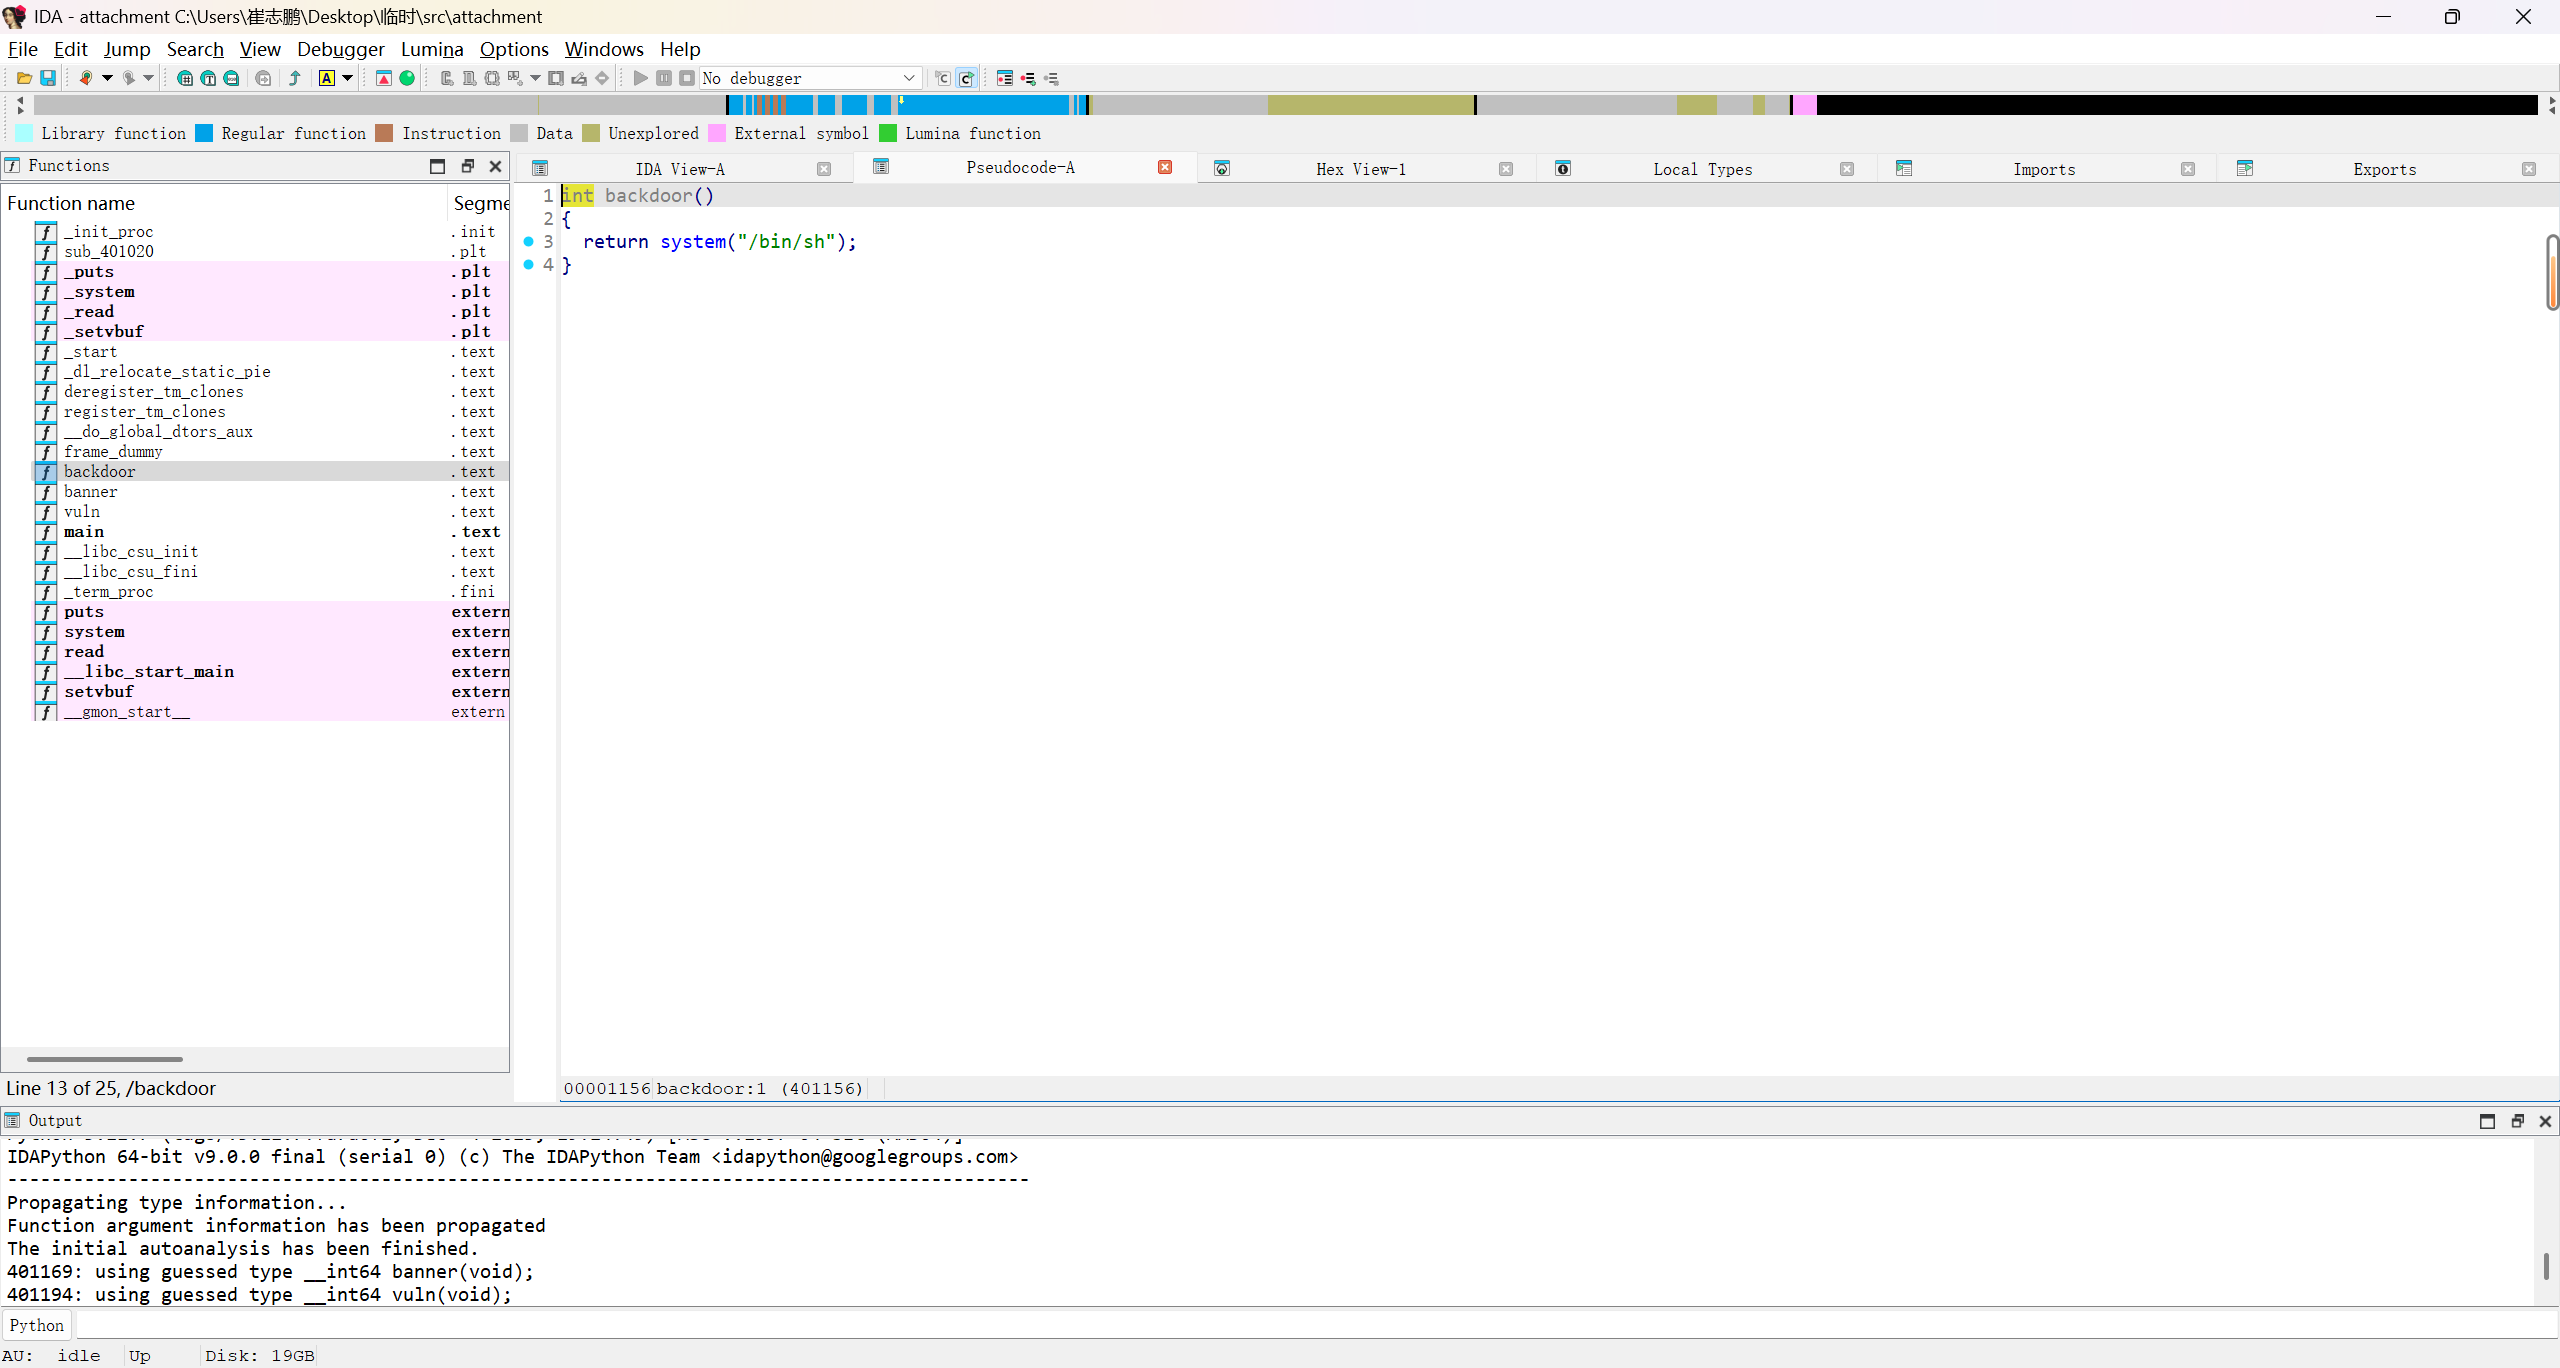 IDA - attachment C:\Users\崔志鹏\Desktop\临时\src\attachment
File Edit Jump Search View Debugger Lumina Options Windows Help
No debugger
Library function Regular function Instruction Data Unexplored External symbol Lumina function
Functions
Function name Segme
_init_proc .init
sub_401020 .plt
_puts .plt
_system .plt
_read .plt
_setvbuf .plt
_start .text
_dl_relocate_static_pie .text
deregister_tm_clones .text
register_tm_clones .text
__do_global_dtors_aux .text
frame_dummy .text
backdoor .text
banner .text
vuln .text
main .text
__libc_csu_init .text
__libc_csu_fini .text
_term_proc .fini
puts extern
system extern
read extern
__libc_start_main extern
setvbuf extern
__gmon_start__ extern
Line 13 of 25, /backdoor
IDA View-A Pseudocode-A Hex View-1 Local Types Imports Exports
1 int backdoor()
2 {
3 return system("/bin/sh");
4 }
00001156 backdoor:1 (401156)
Output
IDAPython 64-bit v9.0.0 final (serial 0) (c) The IDAPython Team <idapython@googlegroups.com>
---------------------------------------------------------------------------------------------
Propagating type information...
Function argument information has been propagated
The initial autoanalysis has been finished.
401169: using guessed type __int64 banner(void);
401194: using guessed type __int64 vuln(void);
Python
AU: idle Up Disk: 19GB